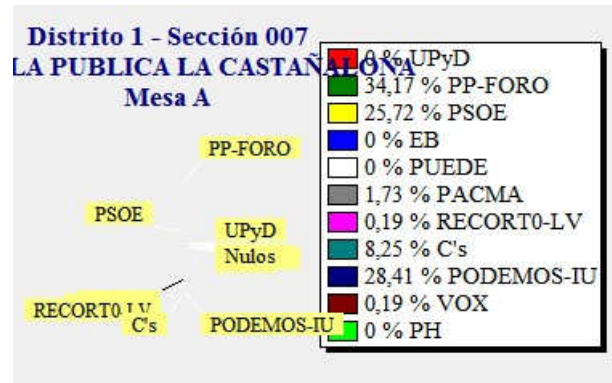 Distrito 1 - Sección 007
LA PUBLICA LA CASTAÑALONA
Mesa A
0 % UPyD
34,17 % PP-FORO
25,72 % PSOE
0 % EB
0 % PUEDE
1,73 % PACMA
0,19 % RECORT0-LV
8,25 % C's
28,41 % PODEMOS-IU
0,19 % VOX
0 % PH
PP-FORO
PSOE
UPyD
Nulos
RECORT0-LV
C's
PODEMOS-IU